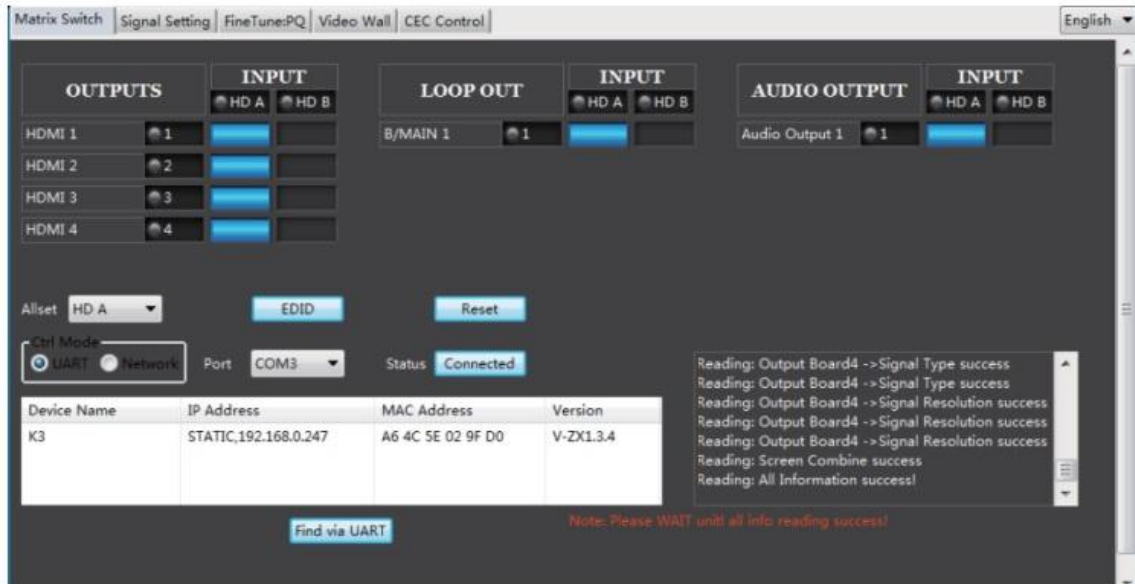 Matrix Switch Signal Setting FineTune:PQ Video Wall CEC Control English
OUTPUTS INPUT
HD A HD B
HDMI 1 1
HDMI 2 2
HDMI 3 3
HDMI 4 4
LOOP OUT INPUT
HD A HD B
B/MAIN 1 1
AUDIO OUTPUT INPUT
HD A HD B
Audio Output 1 1
Allset HD A EDID Reset
Ctrl Mode
UART Network Port COM3 Status Connected
Device Name IP Address MAC Address Version
K3 STATIC,192.168.0.247 A6 4C 5E 02 9F D0 V-ZX1.3.4
Reading: Output Board4 ->Signal Type success
Reading: Output Board4 ->Signal Type success
Reading: Output Board4 ->Signal Resolution success
Reading: Output Board4 ->Signal Resolution success
Reading: Output Board4 ->Signal Resolution success
Reading: Screen Combine success
Reading: All Information success!
Find via UART
Note: Please WAIT unitl all info reading success!